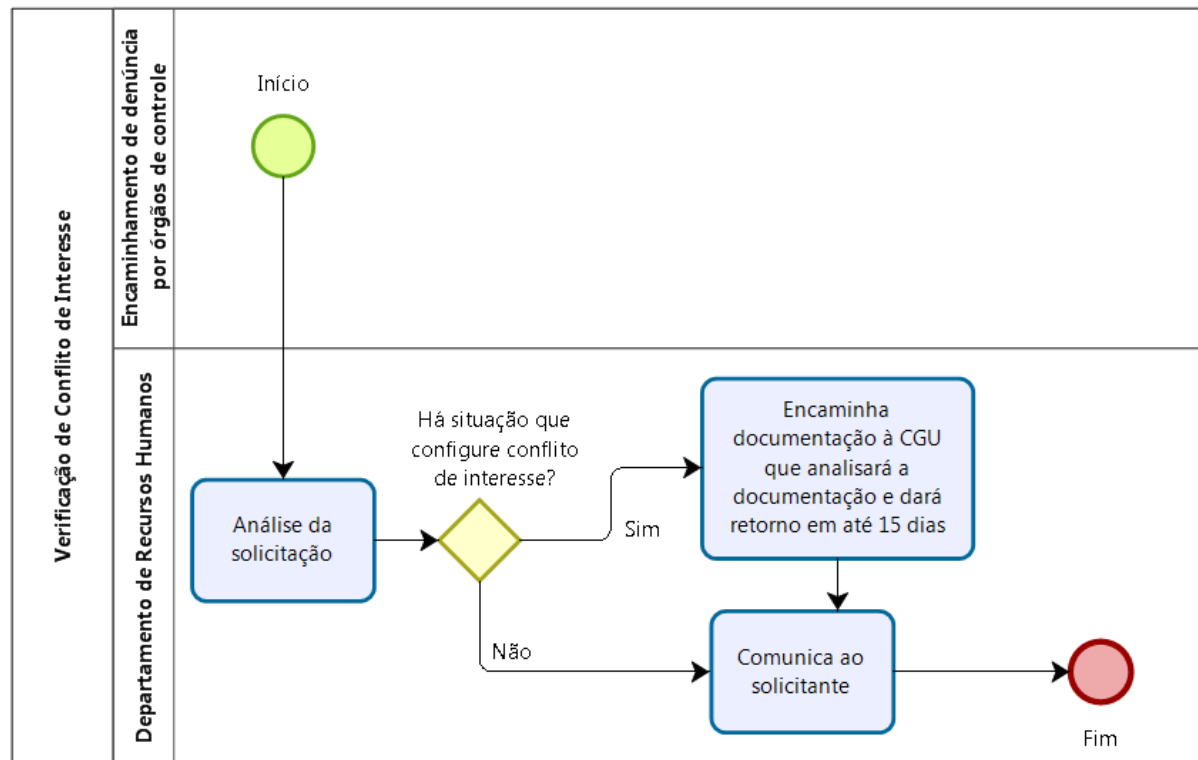 Verificação de Conflito de Interesse
Encaminhamento de denúncia
por órgãos de controle
Início
Departamento de Recursos Humanos
Análise da
solicitação
Há situação que
configure conflito
de interesse?
Sim
Não
Encaminha
documentação à CGU
que analisará a
documentação e dará
retorno em até 15 dias
Comunica ao
solicitante
Fim